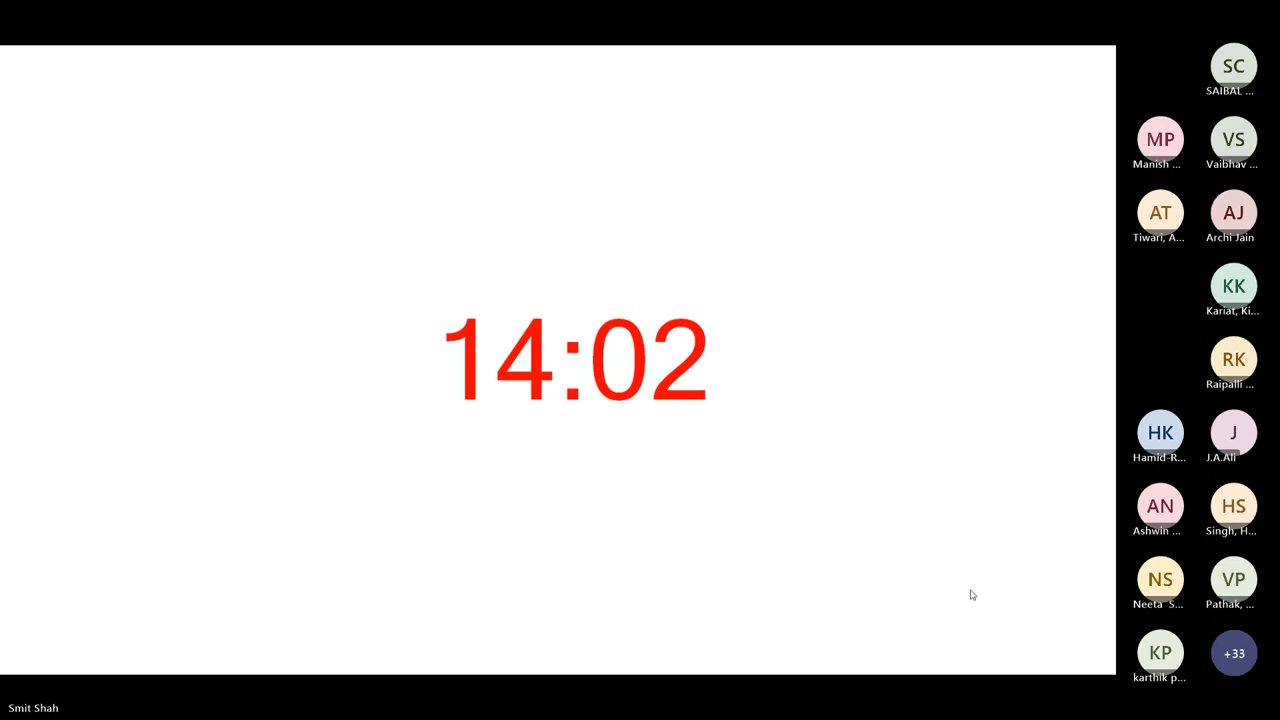 14:02
SC
SAIBAL ...
MP
Manish ...
VS
Vaibhav ...
AT
Tiwari, A...
AJ
Archi Jain
KK
Kariat, Ki...
RK
Raipalli ...
HK
Hamid-R...
J
J.A.Ali
AN
Ashwin ...
HS
Singh, H...
NS
Neeta S...
VP
Pathak, ...
KP
karthik p...
+33
Smit Shah